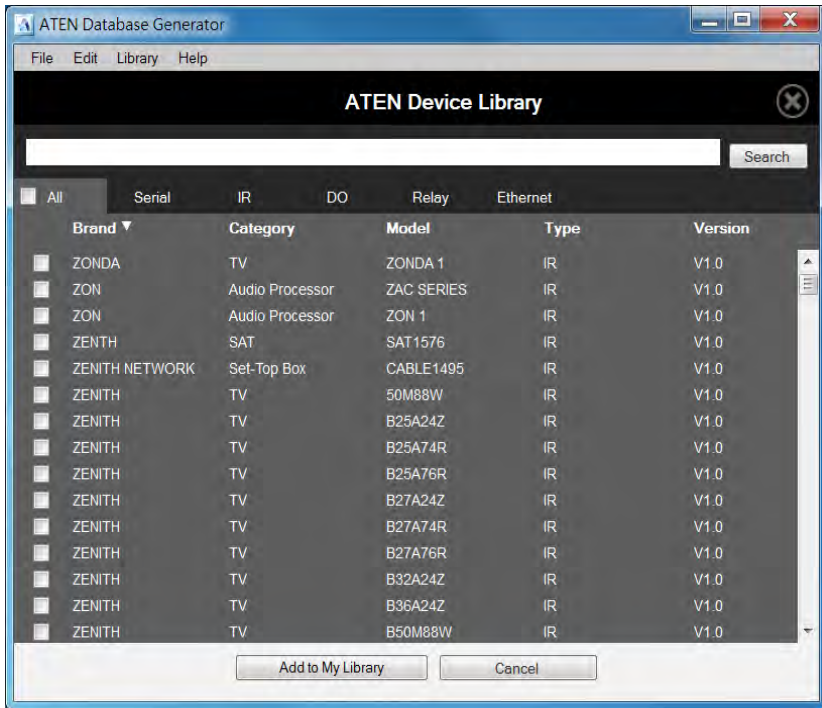 ATEN Database Generator
File Edit Library Help
ATEN Device Library
Search
All Serial IR DO Relay Ethernet
Brand ▼ Category Model Type Version
ZONDA TV ZONDA 1 IR V1.0
ZON Audio Processor ZAC SERIES IR V1.0
ZON Audio Processor ZON 1 IR V1.0
ZENTH SAT SAT1576 IR V1.0
ZENITH NETWORK Set-Top Box CABLE1495 IR V1.0
ZENITH TV 50M88W IR V1.0
ZENITH TV B25A24Z IR V1.0
ZENITH TV B25A74R IR V1.0
ZENITH TV B25A76R IR V1.0
ZENITH TV B27A24Z IR V1.0
ZENITH TV B27A74R IR V1.0
ZENITH TV B27A76R IR V1.0
ZENITH TV B32A24Z IR V1.0
ZENITH TV B36A24Z IR V1.0
ZENITH TV B50M88W IR V1.0
Add to My Library Cancel